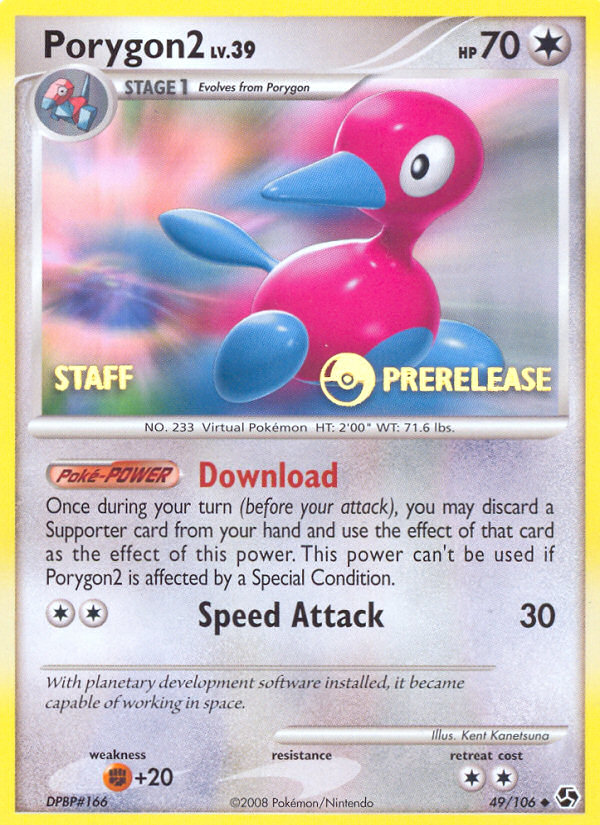 Porygon2 LV.39 HP 70
STAGE 1 Evolves from Porygon
STAFF PRERELEASE
NO. 233 Virtual Pokémon HT: 2'00" WT: 71.6 lbs.
Poké-POWER Download
Once during your turn (before your attack), you may discard a
Supporter card from your hand and use the effect of that card
as the effect of this power. This power can't be used if
Porygon2 is affected by a Special Condition.
Speed Attack 30
With planetary development software installed, it became
capable of working in space.
Illus. Kent Kanetsuna
weakness resistance retreat cost
+20
DPBP#166 ©2008 Pokémon/Nintendo 49/106